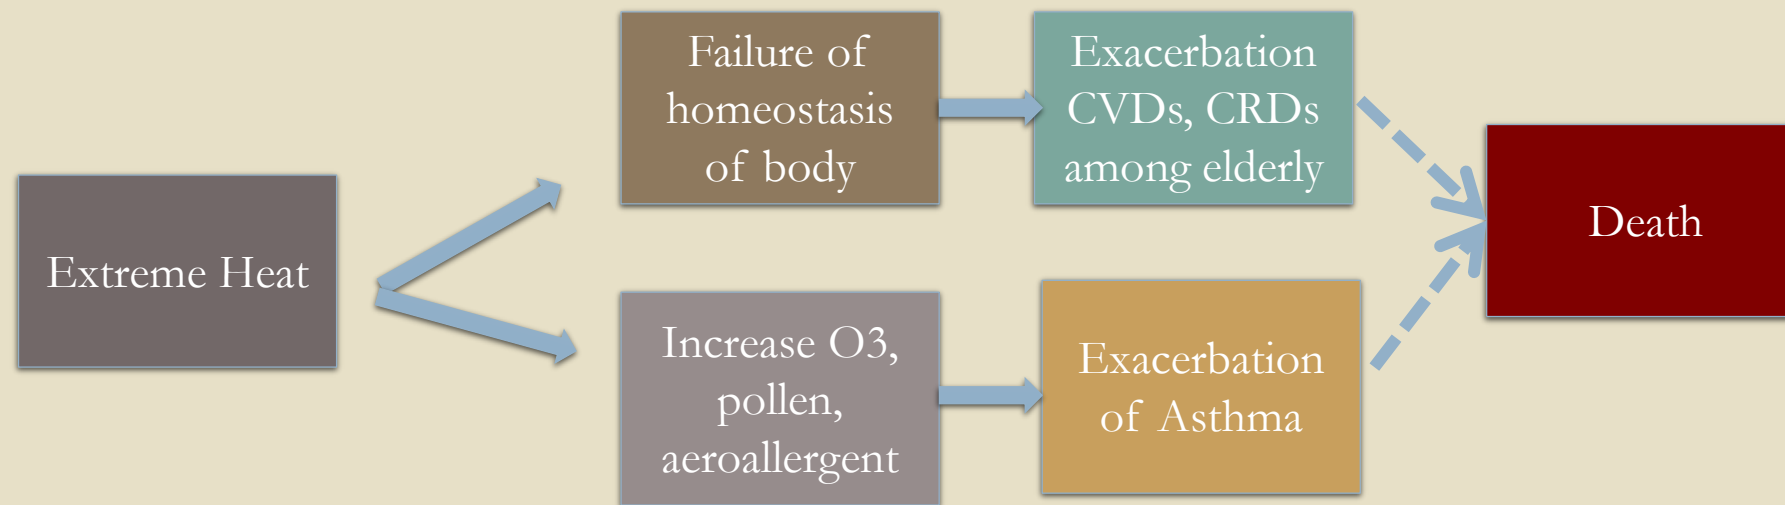 Extreme Heat
Failure of
homeostasis
of body
Exacerbation
CVDs, CRDs
among elderly
Increase O3,
pollen,
aeroallergent
Exacerbation
of Asthma
Death